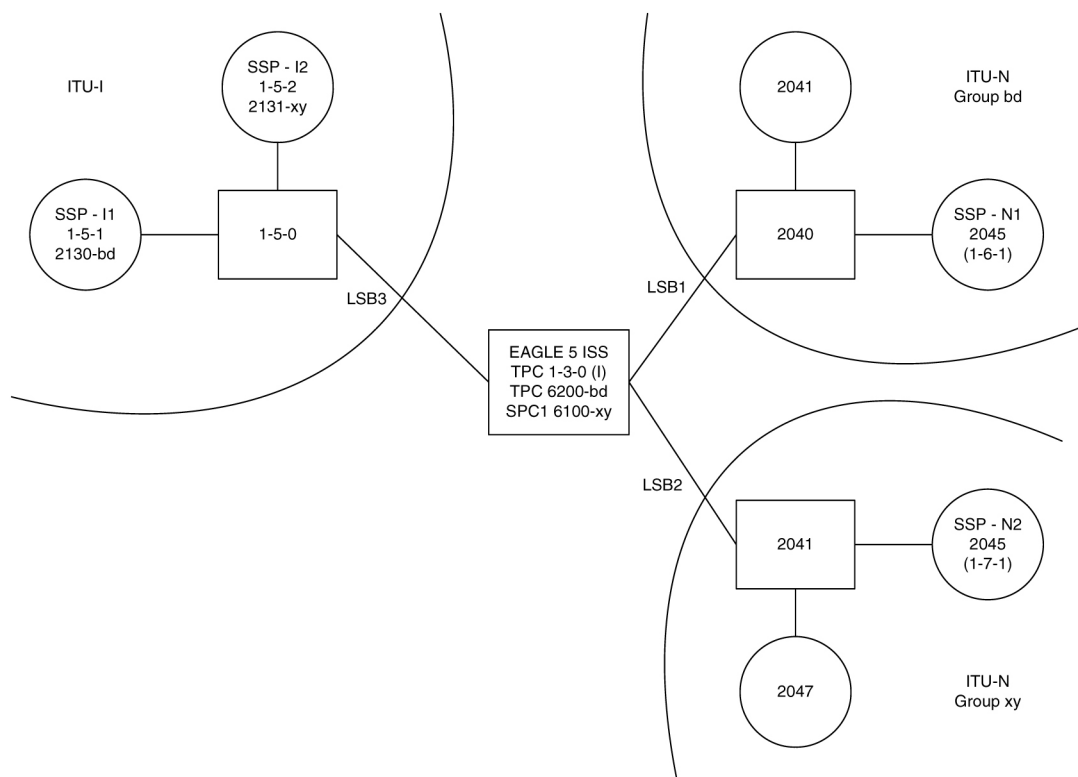 SSP - I2
1-5-2
2131-xy
ITU-I
SSP - I1
1-5-1
2130-bd
1-5-0
LSB3
2041
ITU-N
Group bd
2040
SSP - N1
2045
(1-6-1)
LSB1
EAGLE 5 ISS
TPC 1-3-0 (I)
TPC 6200-bd
SPC1 6100-xy
LSB2
2041
SSP - N2
2045
(1-7-1)
2047
ITU-N
Group xy